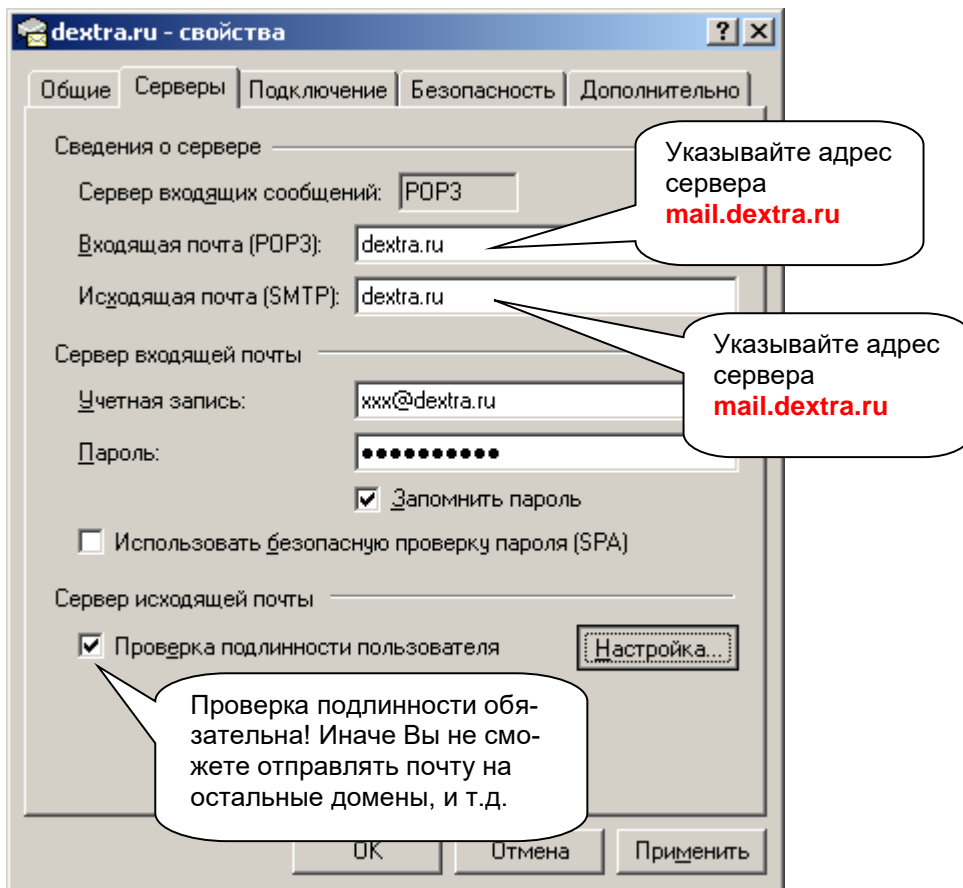 dextra.ru - свойства
Общие Серверы Подключение Безопасность Дополнительно
Сведения о сервере
Сервер входящих сообщений: POP3
Входящая почта (POP3): dextra.ru
Исходящая почта (SMTP): dextra.ru
Указывайте адрес
сервера
mail.dextra.ru
Указывайте адрес
сервера
mail.dextra.ru
Сервер входящей почты
Учетная запись: xxx@dextra.ru
Пароль: ●●●●●●●●●●
Запомнить пароль
Использовать безопасную проверку пароля (SPA)
Сервер исходящей почты
Проверка подлинности пользователя Настройка...
Проверка подлинности обя-
зательна! Иначе Вы не смо-
жете отправлять почту на
остальные домены, и т.д.
ОК Отмена Применить